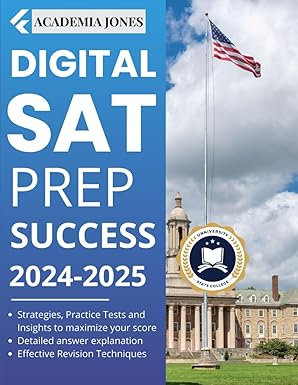 ACADEMIA JONES
DIGITAL
SAT
PREP
SUCCESS
2024-2025
UNNIVERSITY
STATE COLLEGE
• Strategies, Practice Tests and
Insights to maximize your score
• Detailed answer explanation
• Effective Revision Techniques